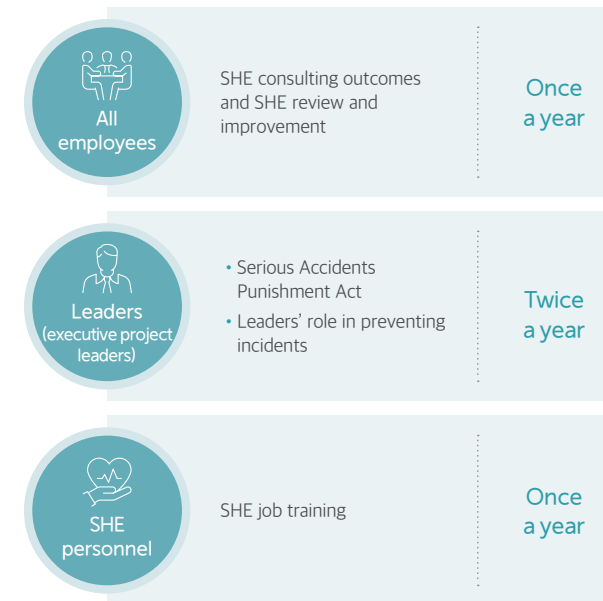 All
employees
SHE consulting outcomes
and SHE review and
improvement
Once
a year
Leaders
(executive project
leaders)
• Serious Accidents
Punishment Act
• Leaders’ role in preventing
incidents
Twice
a year
SHE
personnel
SHE job training
Once
a year